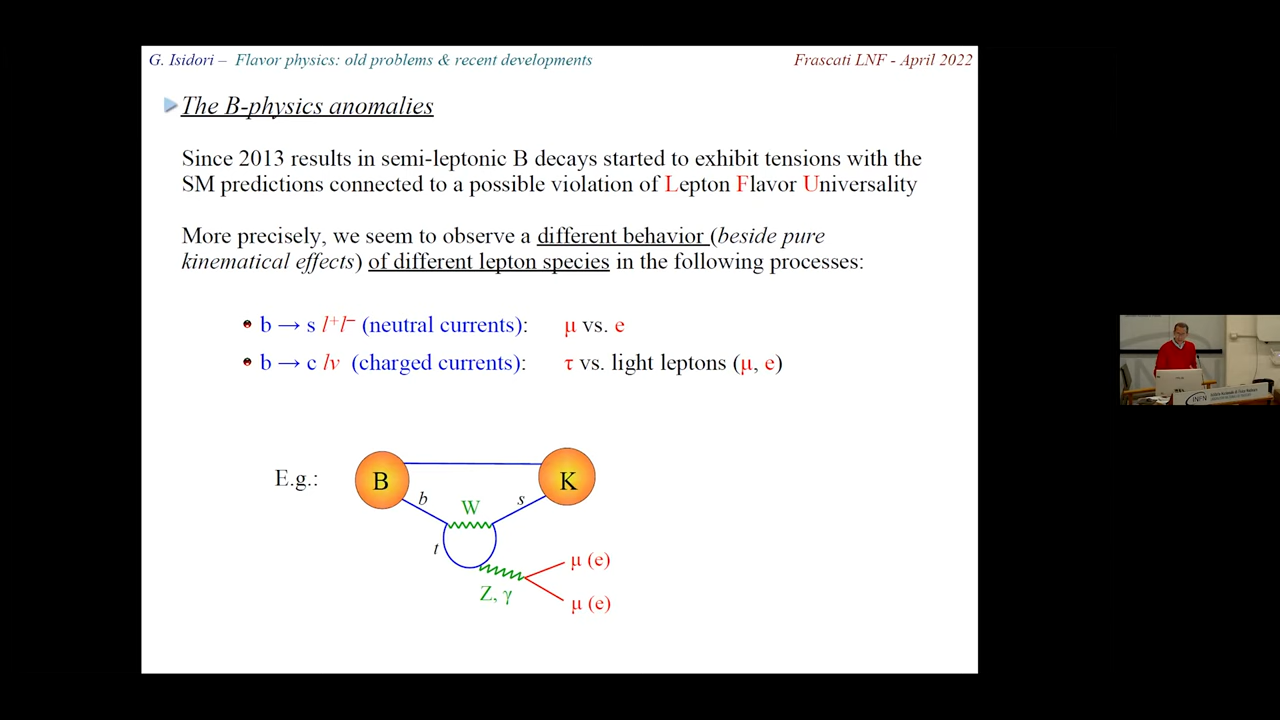 G. Isidori – Flavor physics: old problems & recent developments
Frascati LNF - April 2022
The B-physics anomalies
Since 2013 results in semi-leptonic B decays started to exhibit tensions with the
SM predictions connected to a possible violation of Lepton Flavor Universality
More precisely, we seem to observe a different behavior (beside pure
kinematical effects) of different lepton species in the following processes:
b → s l⁺l⁻ (neutral currents): μ vs. e
b → c lν (charged currents): τ vs. light leptons (μ, e)
E.g.:
B
K
b
s
W
t
μ (e)
Z, γ
μ (e)
INFN